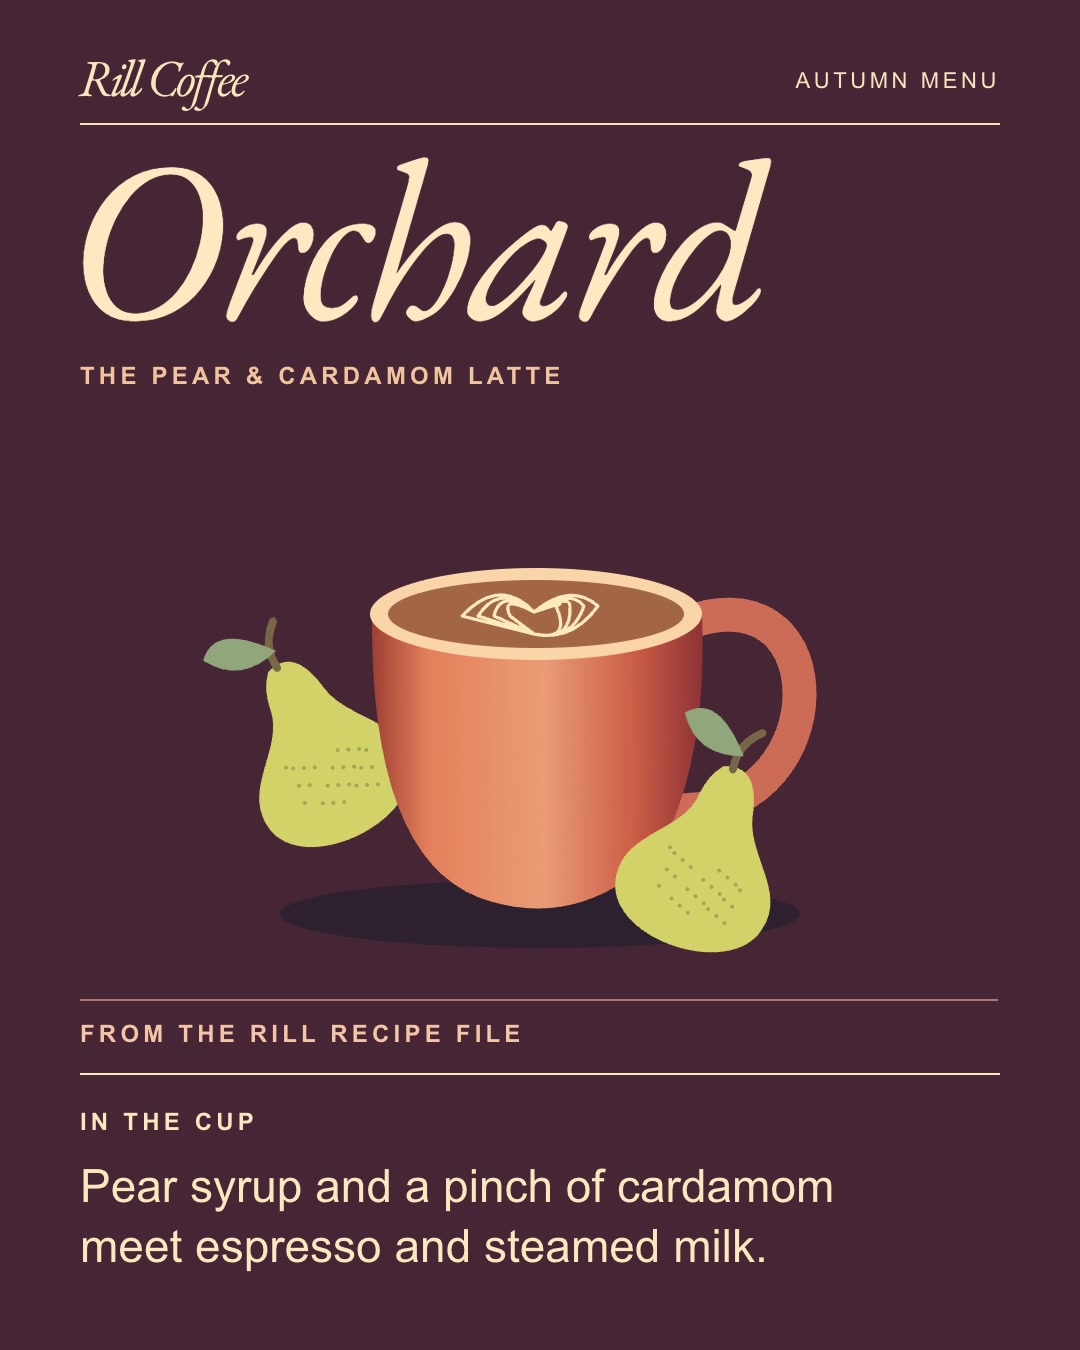 Rill Coffee
AUTUMN MENU
Orchard
THE PEAR & CARDAMOM LATTE
FROM THE RILL RECIPE FILE
IN THE CUP
Pear syrup and a pinch of cardamom
meet espresso and steamed milk.